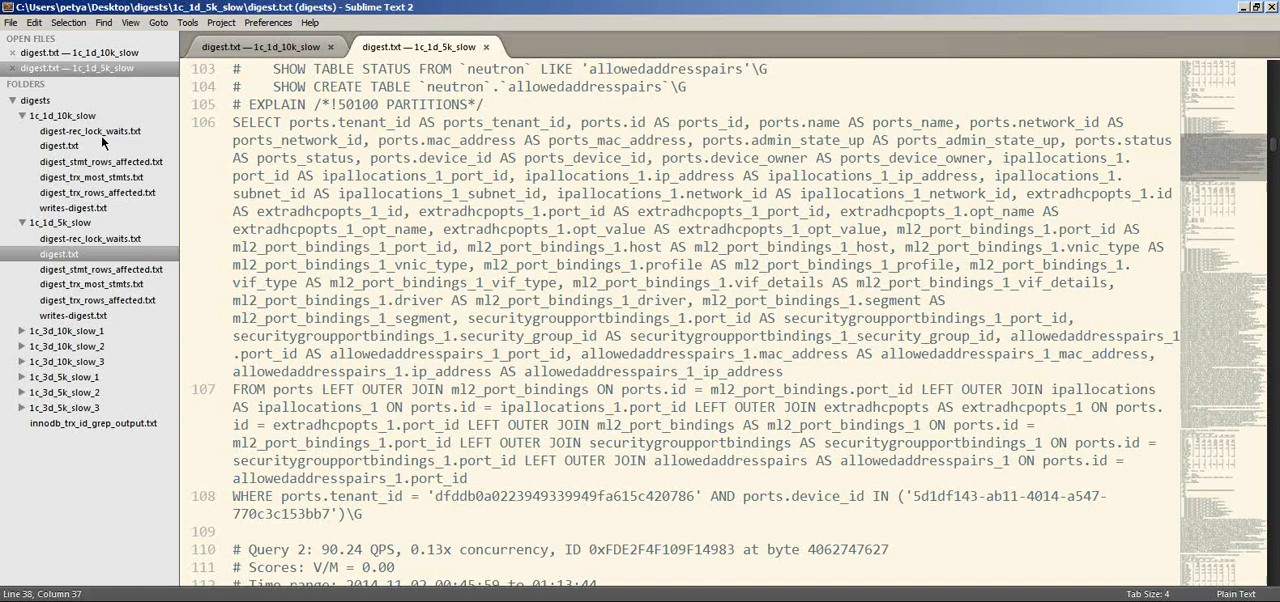 C:\Users\petya\Desktop\digests\1c_1d_5k_slow\digest.txt (digests) - Sublime Text 2
File Edit Selection Find View Goto Tools Project Preferences Help
OPEN FILES
digest.txt — 1c_1d_10k_slow
digest.txt — 1c_1d_5k_slow
FOLDERS
digests
1c_1d_10k_slow
digest-rec_lock_waits.txt
digest.txt
digest_stmt_rows_affected.txt
digest_trx_most_stmts.txt
digest_trx_rows_affected.txt
writes-digest.txt
1c_1d_5k_slow
digest-rec_lock_waits.txt
digest.txt
digest_stmt_rows_affected.txt
digest_trx_most_stmts.txt
digest_trx_rows_affected.txt
writes-digest.txt
1c_3d_10k_slow_1
1c_3d_10k_slow_2
1c_3d_10k_slow_3
1c_3d_5k_slow_1
1c_3d_5k_slow_2
1c_3d_5k_slow_3
innodb_trx_id_grep_output.txt
digest.txt — 1c_1d_10k_slow × digest.txt — 1c_1d_5k_slow ×
103 #    SHOW TABLE STATUS FROM `neutron` LIKE 'allowedaddresspairs'\G
104 #    SHOW CREATE TABLE `neutron`.`allowedaddresspairs`\G
105 # EXPLAIN /*!50100 PARTITIONS*/
106 SELECT ports.tenant_id AS ports_tenant_id, ports.id AS ports_id, ports.name AS ports_name, ports.network_id AS
ports_network_id, ports.mac_address AS ports_mac_address, ports.admin_state_up AS ports_admin_state_up, ports.status
AS ports_status, ports.device_id AS ports_device_id, ports.device_owner AS ports_device_owner, ipallocations_1.
port_id AS ipallocations_1_port_id, ipallocations_1.ip_address AS ipallocations_1_ip_address, ipallocations_1.
subnet_id AS ipallocations_1_subnet_id, ipallocations_1.network_id AS ipallocations_1_network_id, extradhcpopts_1.id
AS extradhcpopts_1_id, extradhcpopts_1.port_id AS extradhcpopts_1_port_id, extradhcpopts_1.opt_name AS
extradhcpopts_1_opt_name, extradhcpopts_1.opt_value AS extradhcpopts_1_opt_value, ml2_port_bindings_1.port_id AS
ml2_port_bindings_1_port_id, ml2_port_bindings_1.host AS ml2_port_bindings_1_host, ml2_port_bindings_1.vnic_type AS
ml2_port_bindings_1_vnic_type, ml2_port_bindings_1.profile AS ml2_port_bindings_1_profile, ml2_port_bindings_1.
vif_type AS ml2_port_bindings_1_vif_type, ml2_port_bindings_1.vif_details AS ml2_port_bindings_1_vif_details,
ml2_port_bindings_1.driver AS ml2_port_bindings_1_driver, ml2_port_bindings_1.segment AS
ml2_port_bindings_1_segment, securitygroupportbindings_1.port_id AS securitygroupportbindings_1_port_id,
securitygroupportbindings_1.security_group_id AS securitygroupportbindings_1_security_group_id, allowedaddresspairs_1
.port_id AS allowedaddresspairs_1_port_id, allowedaddresspairs_1.mac_address AS allowedaddresspairs_1_mac_address,
allowedaddresspairs_1.ip_address AS allowedaddresspairs_1_ip_address
107 FROM ports LEFT OUTER JOIN ml2_port_bindings ON ports.id = ml2_port_bindings.port_id LEFT OUTER JOIN ipallocations
AS ipallocations_1 ON ports.id = ipallocations_1.port_id LEFT OUTER JOIN extradhcpopts AS extradhcpopts_1 ON ports.
id = extradhcpopts_1.port_id LEFT OUTER JOIN ml2_port_bindings AS ml2_port_bindings_1 ON ports.id =
ml2_port_bindings_1.port_id LEFT OUTER JOIN securitygroupportbindings AS securitygroupportbindings_1 ON ports.id =
securitygroupportbindings_1.port_id LEFT OUTER JOIN allowedaddresspairs AS allowedaddresspairs_1 ON ports.id =
allowedaddresspairs_1.port_id
108 WHERE ports.tenant_id = 'dfddb0a0223949339949fa615c420786' AND ports.device_id IN ('5d1df143-ab11-4014-a547-
770c3c153bb7')\G
109
110 # Query 2: 90.24 QPS, 0.13x concurrency, ID 0xFDE2F4F109F14983 at byte 4062747627
111 # Scores: V/M = 0.00
112 # Time range: 2014-11-02 00:45:59 to 01:13:44
Line 38, Column 37 Tab Size: 4 Plain Text